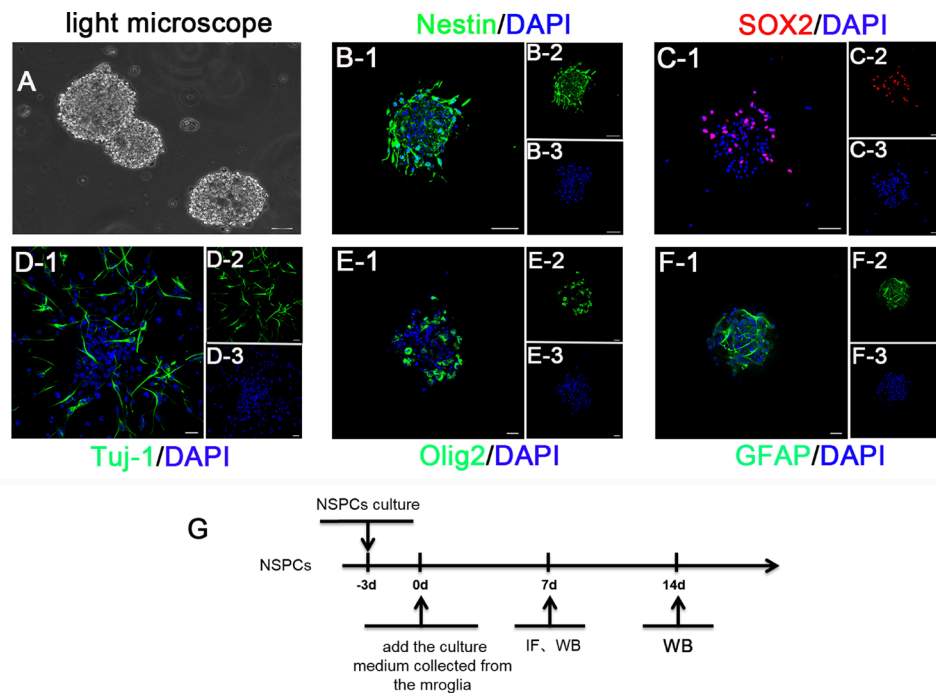 light microscope
Nestin/DAPI
SOX2/DAPI
A
B-1
B-2
B-3
C-1
C-2
C-3
D-1
D-2
D-3
E-1
E-2
E-3
F-1
F-2
F-3
Tuj-1/DAPI
Olig2/DAPI
GFAP/DAPI
G
NSPCs culture
NSPCs
-3d
0d
7d
14d
add the culture
medium collected from
the mroglia
IF、WB
WB